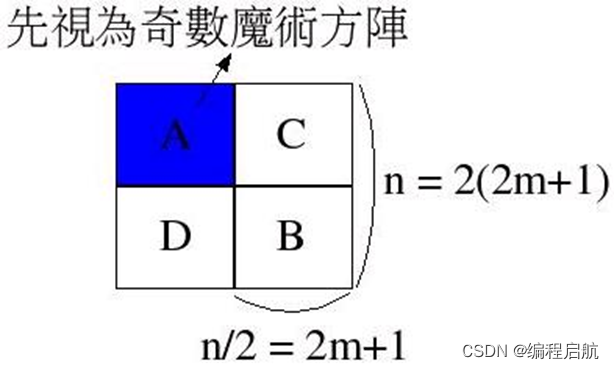 先視為奇數魔術方陣
A C
n = 2(2m+1)
D B
n/2 = 2m+1
CSDN @编程启航